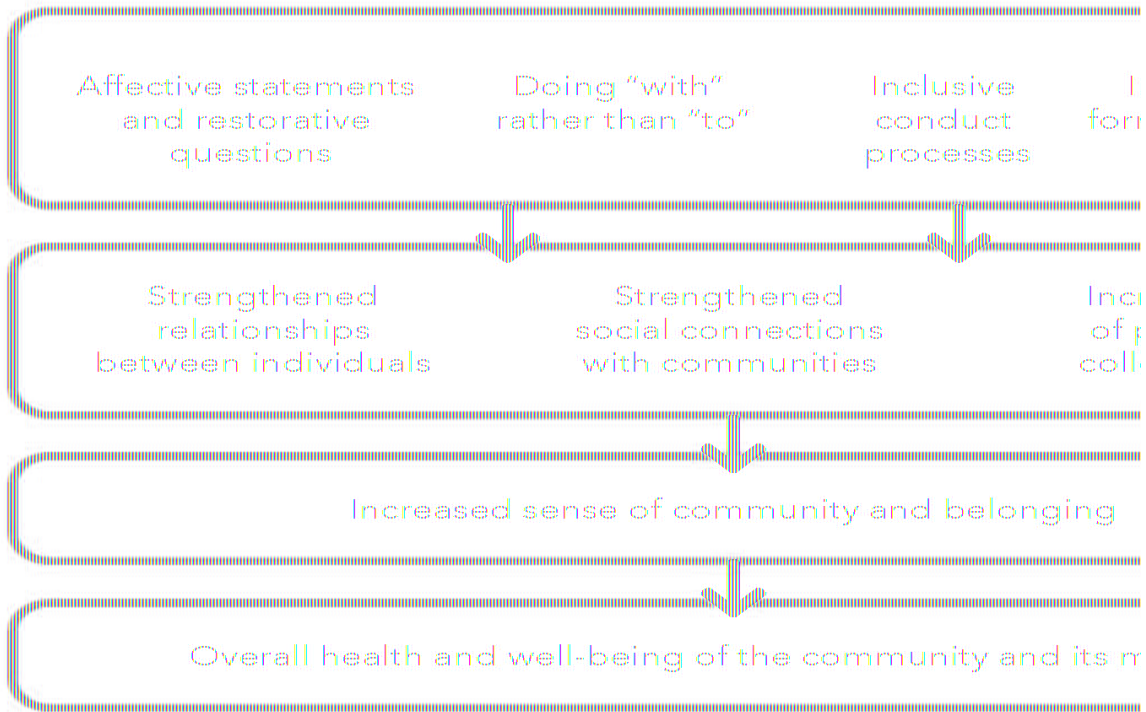 Affective statements
and restorative
questions
Doing “with”
rather than “to”
Inclusive
conduct
processes
Strengthened
relationships
between individuals
Strengthened
social connections
with communities
of
Increased sense of community and belonging
Overall health and well-being of the community and its